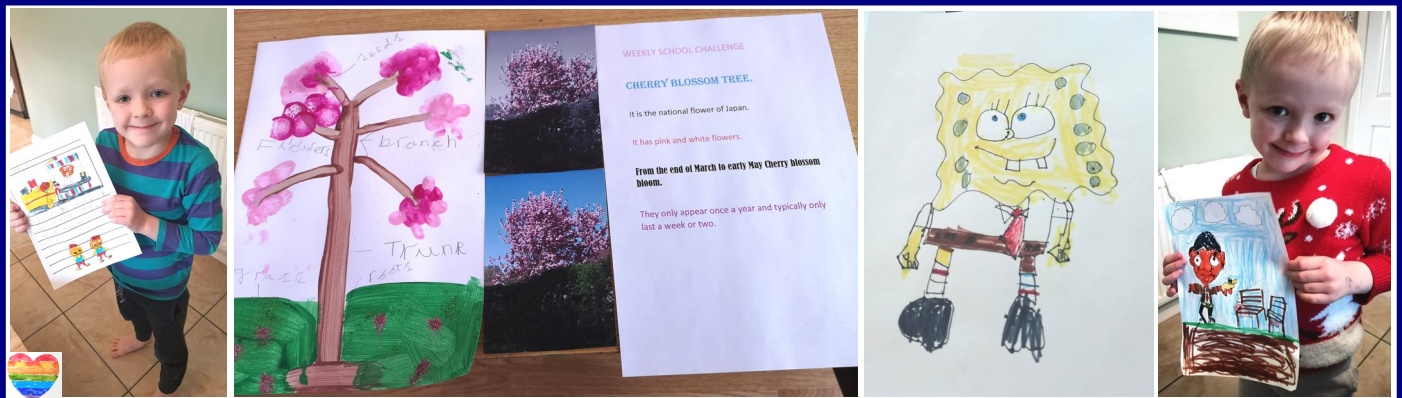 seeds
Flowers
branch
Trunk
grass
roots
WEEKLY SCHOOL CHALLENGE
CHERRY BLOSSOM TREE.
It is the national flower of Japan.
It has pink and white flowers.
From the end of March to early May Cherry blossom
bloom.
They only appear once a year and typically only
last a week or two.